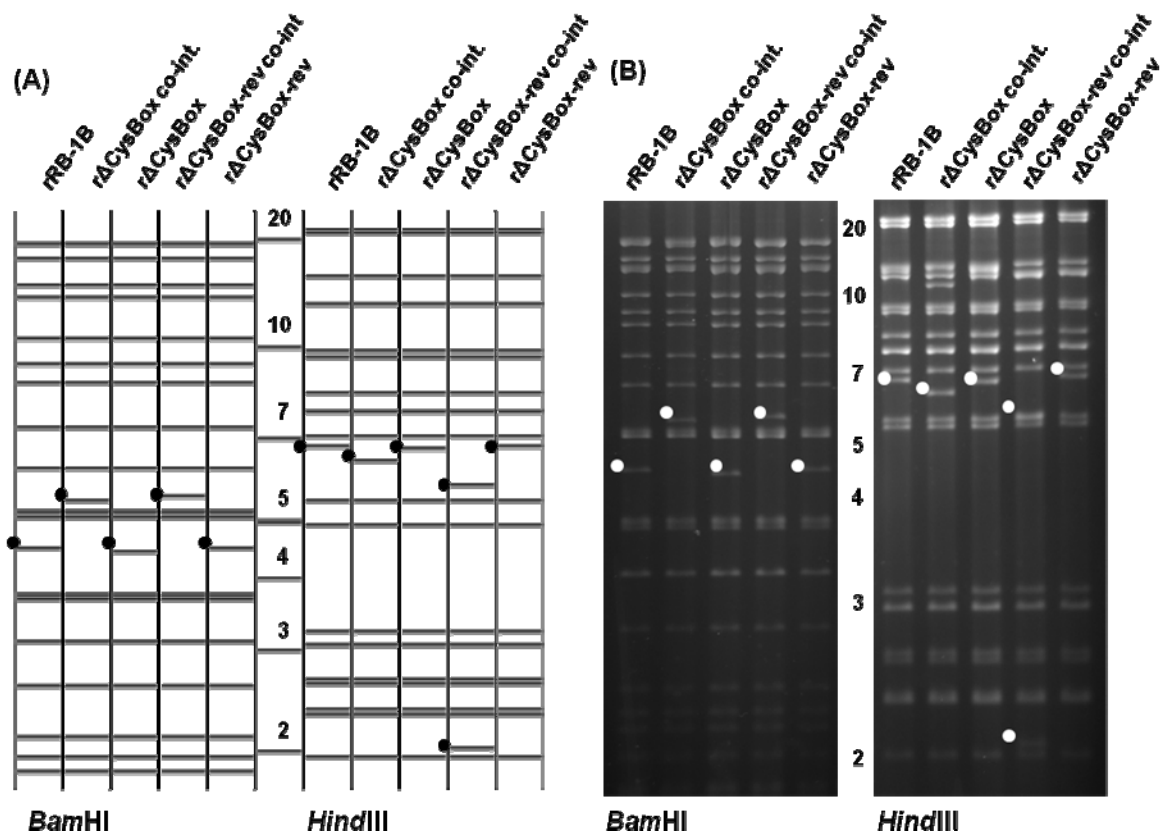 (A)
rRB-1B
rΔCysBox co-int.
rΔCysBox
rΔCysBox-rev co-int
rΔCysBox-rev
rRB-1B
rΔCysBox co-int.
rΔCysBox
rΔCysBox-rev co-int
rΔCysBox-rev
20
10
7
5
4
3
2
BamHI
HindIII
(B)
rRB-1B
rΔCysBox co-int.
rΔCysBox
rΔCysBox-rev co-int
rΔCysBox-rev
rRB-1B
rΔCysBox co-int.
rΔCysBox
rΔCysBox-rev co-int
rΔCysBox-rev
20
10
7
5
4
3
2
BamHI
HindIII